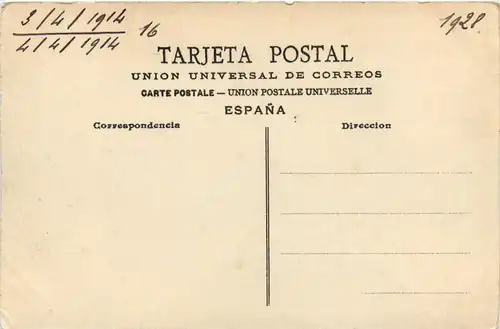 3/4/1914
4/4/1914
16
1928
TARJETA POSTAL
UNION UNIVERSAL DE CORREOS
CARTE POSTALE — UNION POSTALE UNIVERSELLE
ESPAÑA
Correspondencia
Direccion